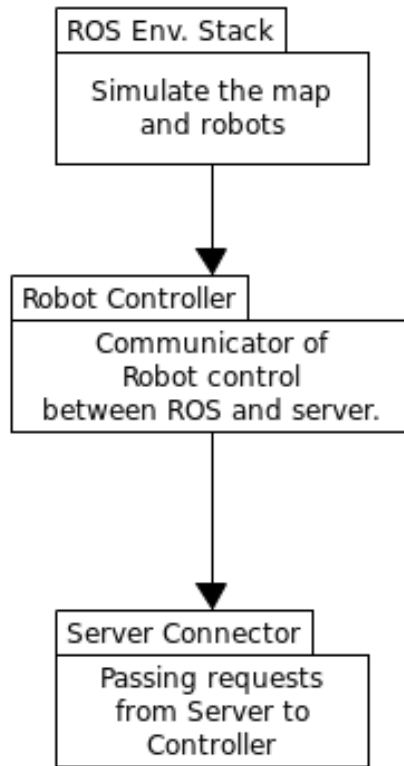 ROS Env. Stack
Simulate the map
and robots
Robot Controller
Communicator of
Robot control
between ROS and server.
Server Connector
Passing requests
from Server to
Controller